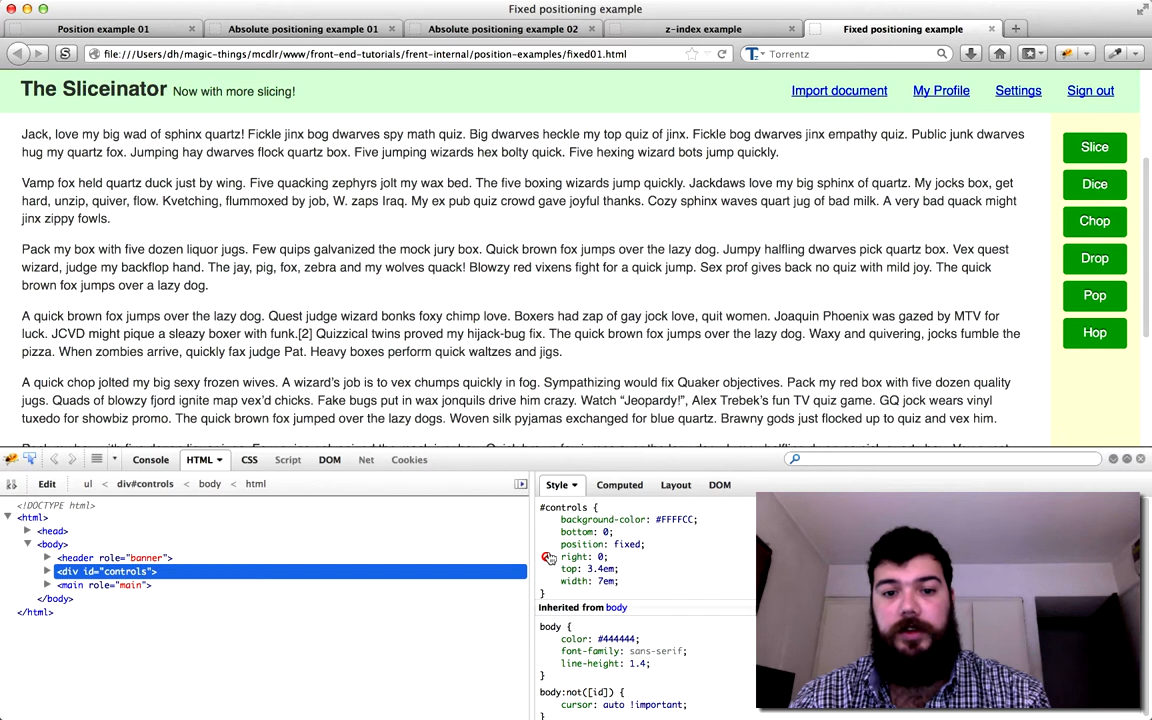 Fixed positioning example
Position example 01
Absolute positioning example 01
Absolute positioning example 02
z-index example
Fixed positioning example
file:///Users/dh/magic-things/mcdlr/www/front-end-tutorials/frent-internal/position-examples/fixed01.html
Torrentz
The Sliceinator Now with more slicing!
Import document My Profile Settings Sign out
Jack, love my big wad of sphinx quartz! Fickle jinx bog dwarves spy math quiz. Big dwarves heckle my top quiz of jinx. Fickle bog dwarves jinx empathy quiz. Public junk dwarves
hug my quartz fox. Jumping hay dwarves flock quartz box. Five jumping wizards hex bolty quick. Five hexing wizard bots jump quickly.
Vamp fox held quartz duck just by wing. Five quacking zephyrs jolt my wax bed. The five boxing wizards jump quickly. Jackdaws love my big sphinx of quartz. My jocks box, get
hard, unzip, quiver, flow. Kvetching, flummoxed by job, W. zaps Iraq. My ex pub quiz crowd gave joyful thanks. Cozy sphinx waves quart jug of bad milk. A very bad quack might
jinx zippy fowls.
Pack my box with five dozen liquor jugs. Few quips galvanized the mock jury box. Quick brown fox jumps over the lazy dog. Jumpy halfling dwarves pick quartz box. Vex quest
wizard, judge my backflop hand. The jay, pig, fox, zebra and my wolves quack! Blowzy red vixens fight for a quick jump. Sex prof gives back no quiz with mild joy. The quick
brown fox jumps over a lazy dog.
A quick brown fox jumps over the lazy dog. Quest judge wizard bonks foxy chimp love. Boxers had zap of gay jock love, quit women. Joaquin Phoenix was gazed by MTV for
luck. JCVD might pique a sleazy boxer with funk.[2] Quizzical twins proved my hijack-bug fix. The quick brown fox jumps over the lazy dog. Waxy and quivering, jocks fumble the
pizza. When zombies arrive, quickly fax judge Pat. Heavy boxes perform quick waltzes and jigs.
A quick chop jolted my big sexy frozen wives. A wizard's job is to vex chumps quickly in fog. Sympathizing would fix Quaker objectives. Pack my red box with five dozen quality
jugs. Quads of blowzy fjord ignite map vex'd chicks. Fake bugs put in wax jonquils drive him crazy. Watch “Jeopardy!”, Alex Trebek's fun TV quiz game. GQ jock wears vinyl
tuxedo for showbiz promo. The quick brown fox jumped over the lazy dogs. Woven silk pyjamas exchanged for blue quartz. Brawny gods just flocked up to quiz and vex him.
Slice
Dice
Chop
Drop
Pop
Hop
Console HTML CSS Script DOM Net Cookies
Edit ul < div#controls < body < html
<!DOCTYPE html>
<html>
<head>
<body>
<header role="banner">
<div id="controls">
<main role="main">
</body>
</html>
Style Computed Layout DOM
#controls {
background-color: #FFFFCC;
bottom: 0;
position: fixed;
right: 0;
top: 3.4em;
width: 7em;
}
Inherited from body
body {
color: #444444;
font-family: sans-serif;
line-height: 1.4;
}
body:not([id]) {
cursor: auto !important;
}